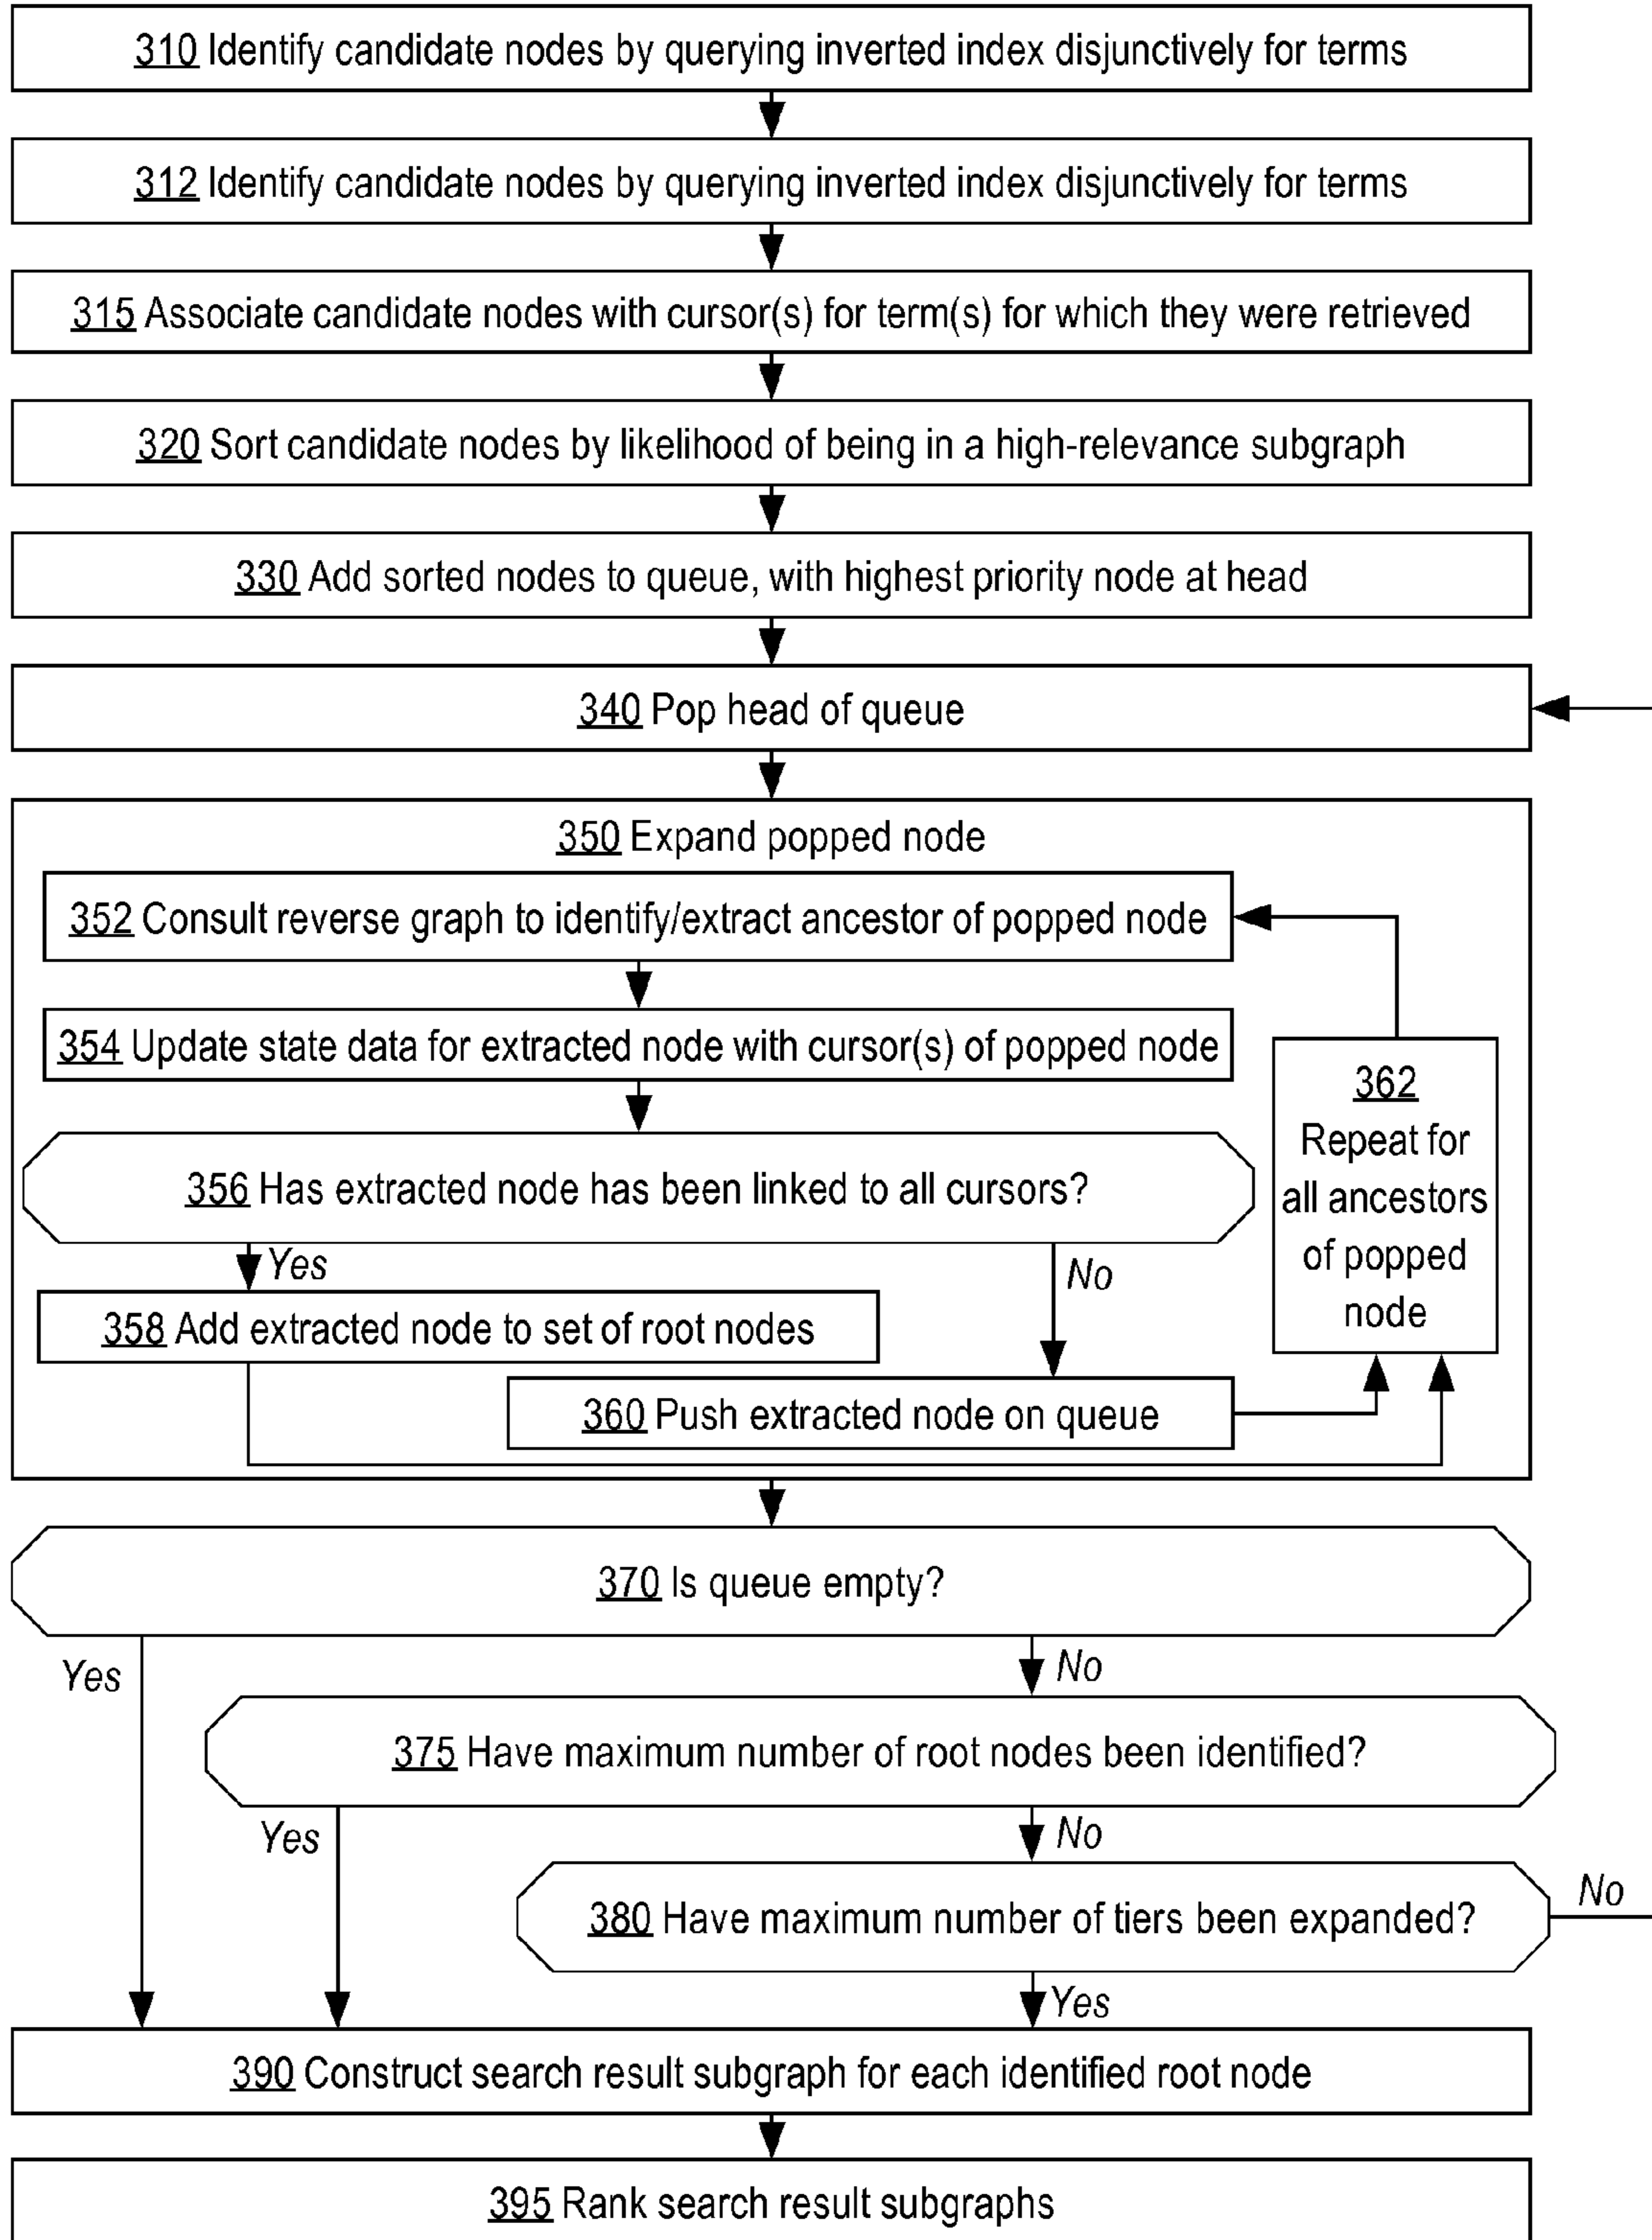 310 Identify candidate nodes by querying inverted index disjunctively for terms
312 Identify candidate nodes by querying inverted index disjunctively for terms
315 Associate candidate nodes with cursor(s) for term(s) for which they were retrieved
320 Sort candidate nodes by likelihood of being in a high-relevance subgraph
330 Add sorted nodes to queue, with highest priority node at head
340 Pop head of queue
350 Expand popped node
352 Consult reverse graph to identify/extract ancestor of popped node
354 Update state data for extracted node with cursor(s) of popped node
356 Has extracted node has been linked to all cursors?
Yes
No
358 Add extracted node to set of root nodes
360 Push extracted node on queue
362
Repeat for
all ancestors
of popped
node
370 Is queue empty?
Yes
No
375 Have maximum number of root nodes been identified?
Yes
No
380 Have maximum number of tiers been expanded?
No
Yes
390 Construct search result subgraph for each identified root node
395 Rank search result subgraphs